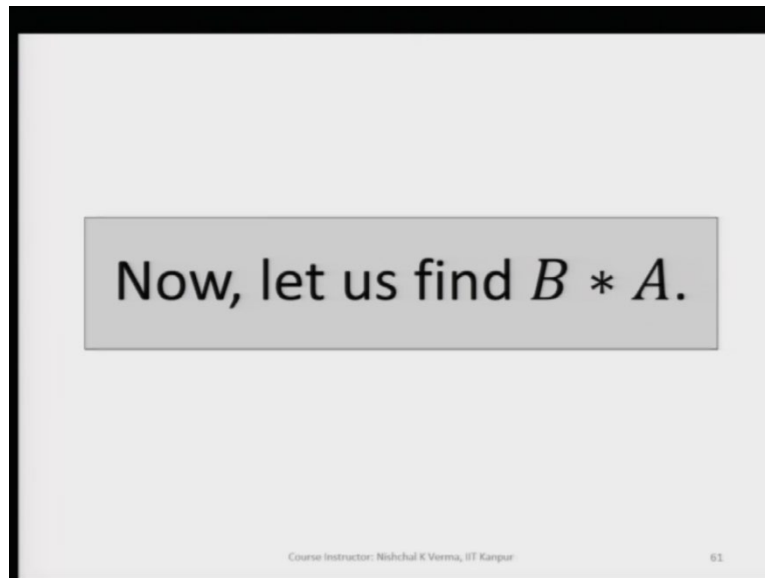 Now, let us find B * A.
Course Instructor: Nishchal K Verma, IIT Kanpur
61